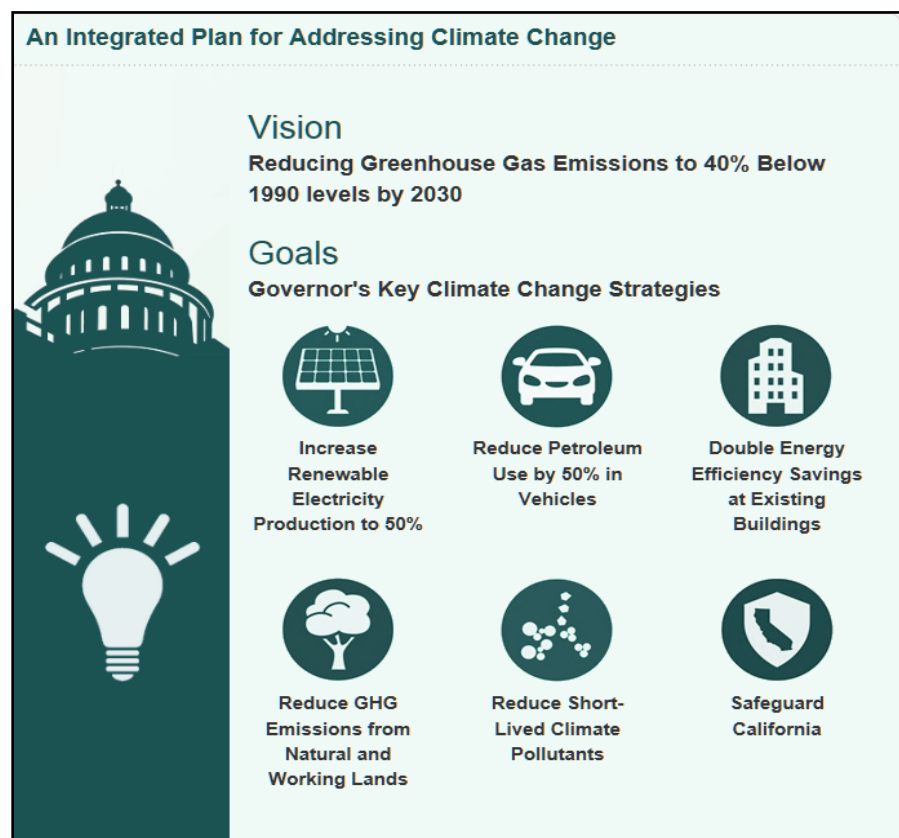 An Integrated Plan for Addressing Climate Change
Vision
Reducing Greenhouse Gas Emissions to 40% Below
1990 levels by 2030
Goals
Governor's Key Climate Change Strategies
Increase
Renewable
Electricity
Production to 50%
Reduce Petroleum
Use by 50% in
Vehicles
Double Energy
Efficiency Savings
at Existing
Buildings
Reduce GHG
Emissions from
Natural and
Working Lands
Reduce Short-
Lived Climate
Pollutants
Safeguard
California